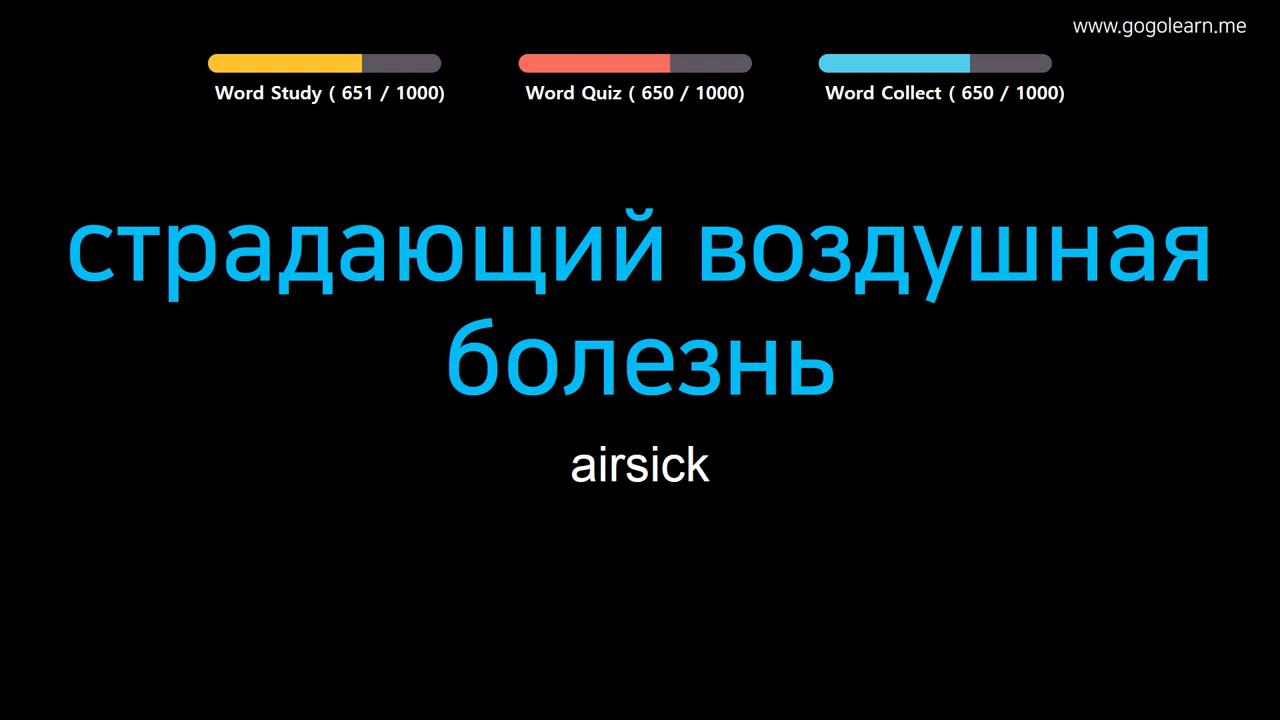 www.gogolearn.me
Word Study ( 651 / 1000)
Word Quiz ( 650 / 1000)
Word Collect ( 650 / 1000)
страдающий воздушная
болезнь
airsick